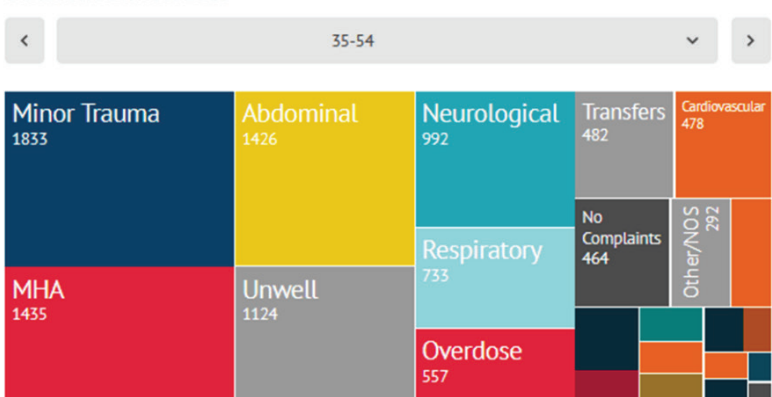 35-54
Minor Trauma
1833
Abdominal
1426
Neurological
992
Transfers
482
Cardiovascular
478
No
Complaints
464
Other/NOS
292
Respiratory
733
MHA
1435
Unwell
1124
Overdose
557